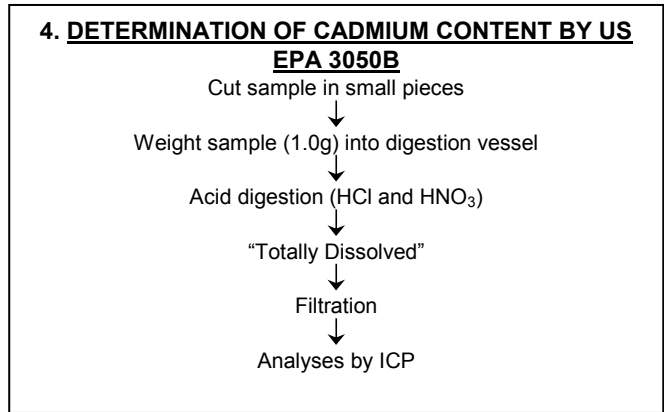 4. DETERMINATION OF CADMIUM CONTENT BY US
EPA 3050B
Cut sample in small pieces
Weight sample (1.0g) into digestion vessel
Acid digestion (HCl and HNO₃)
“Totally Dissolved”
Filtration
Analyses by ICP